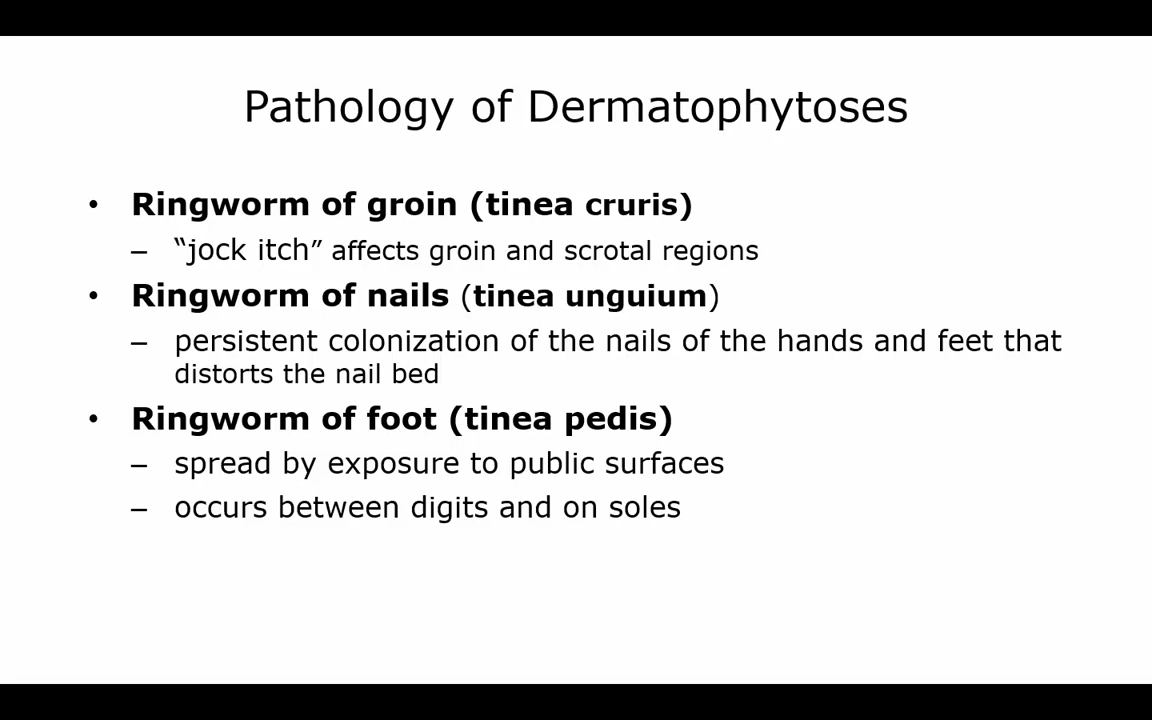 Pathology of Dermatophytoses
• Ringworm of groin (tinea cruris)
– “jock itch” affects groin and scrotal regions
• Ringworm of nails (tinea unguium)
– persistent colonization of the nails of the hands and feet that
distorts the nail bed
• Ringworm of foot (tinea pedis)
– spread by exposure to public surfaces
– occurs between digits and on soles